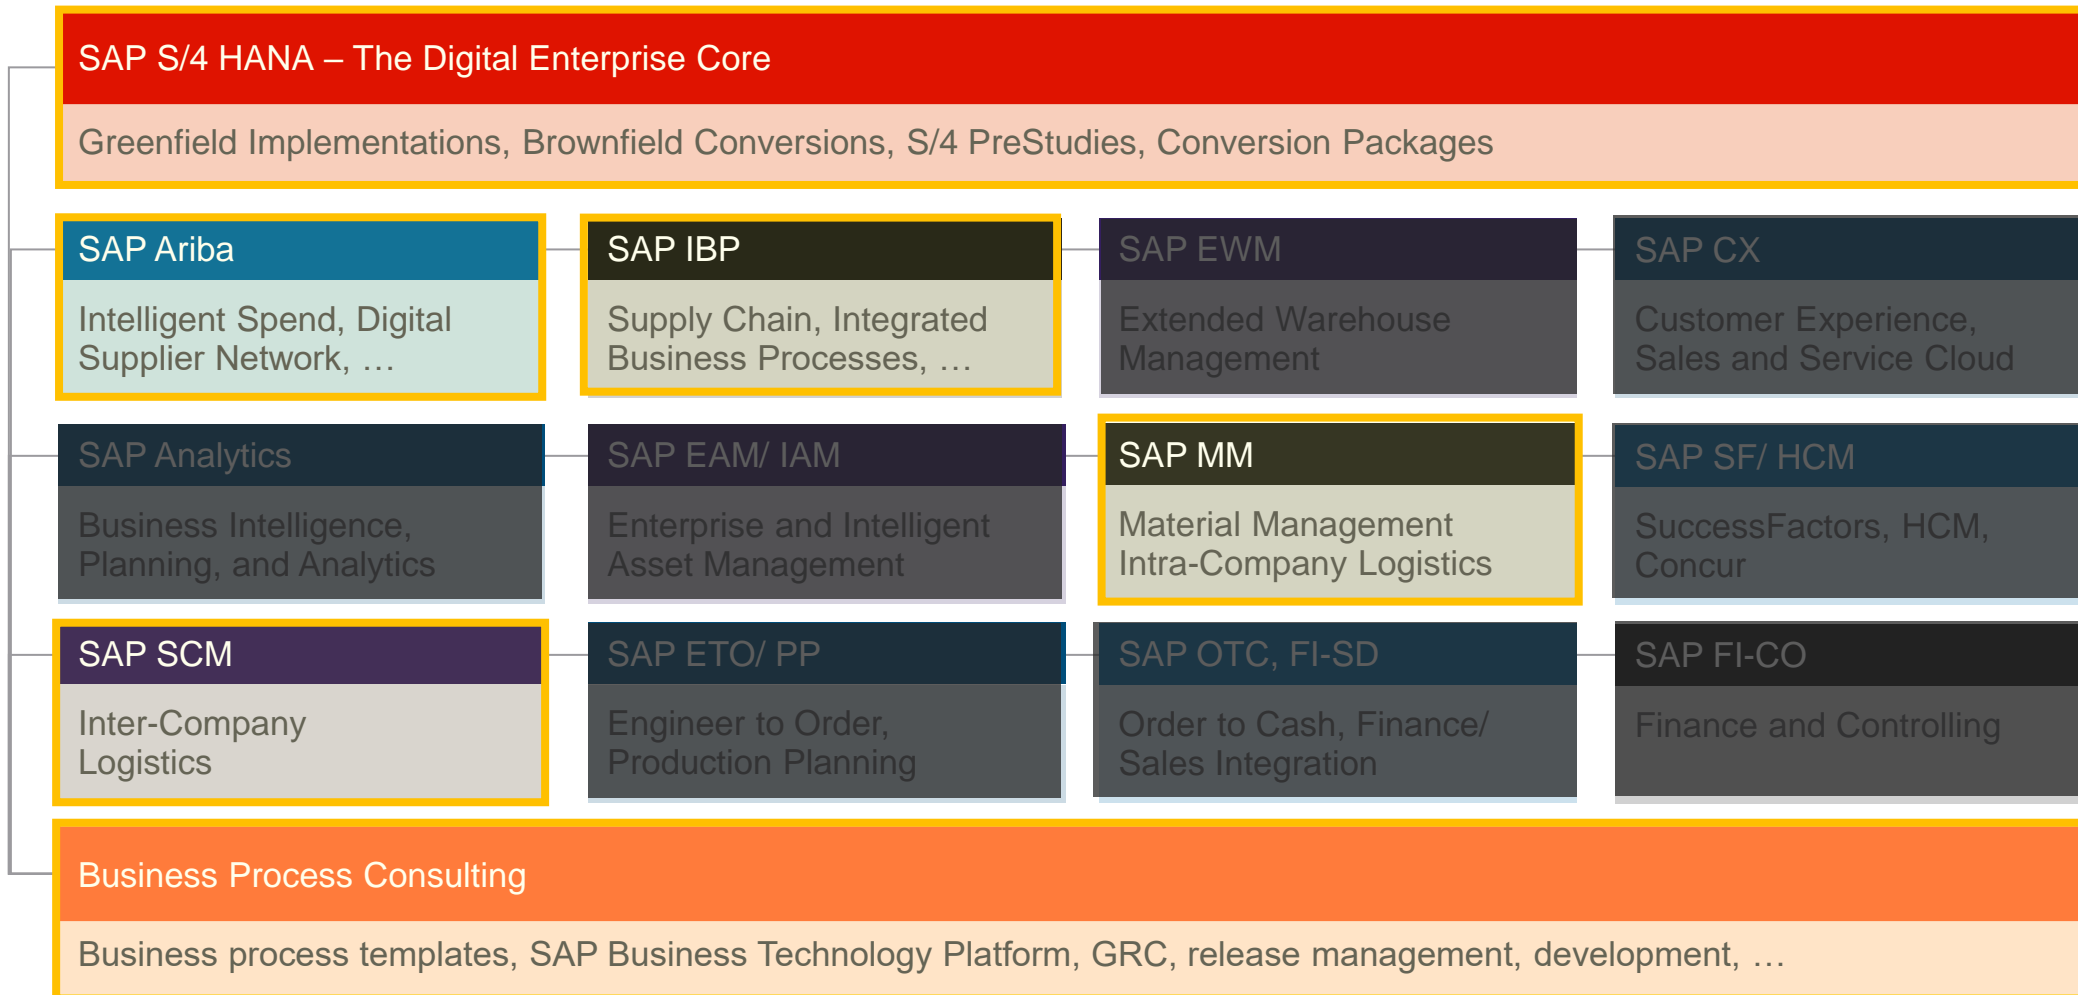 SAP S/4 HANA – The Digital Enterprise Core
Greenfield Implementations, Brownfield Conversions, S/4 PreStudies, Conversion Packages
SAP Ariba
Intelligent Spend, Digital
Supplier Network, …
SAP IBP
Supply Chain, Integrated
Business Processes, …
SAP EWM
Extended Warehouse
Management
SAP CX
Customer Experience,
Sales and Service Cloud
SAP Analytics
Business Intelligence,
Planning, and Analytics
SAP EAM/ IAM
Enterprise and Intelligent
Asset Management
SAP MM
Material Management
Intra-Company Logistics
SAP SF/ HCM
SuccessFactors, HCM,
Concur
SAP SCM
Inter-Company
Logistics
SAP ETO/ PP
Engineer to Order,
Production Planning
SAP OTC, FI-SD
Order to Cash, Finance/
Sales Integration
SAP FI-CO
Finance and Controlling
Business Process Consulting
Business process templates, SAP Business Technology Platform, GRC, release management, development, …